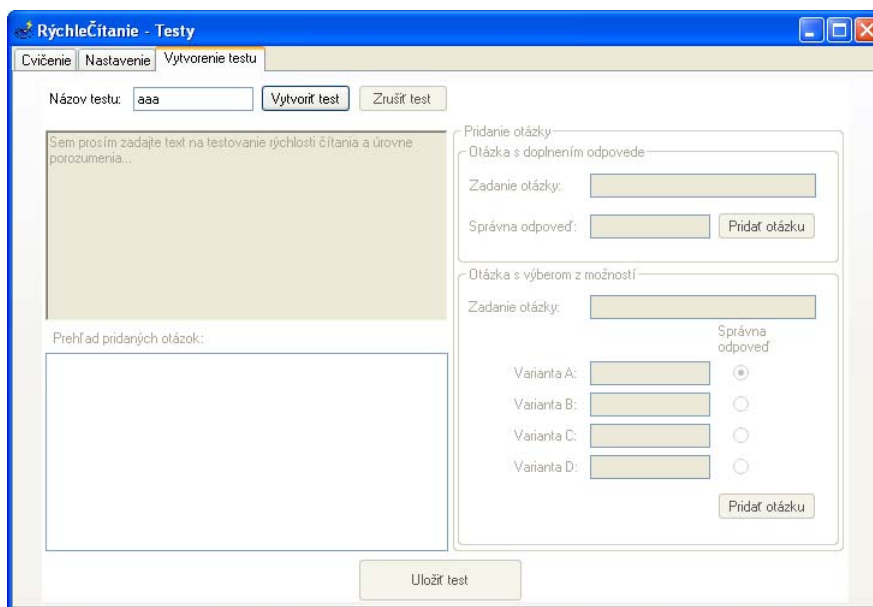 RýchleČítanie - Testy
Cvičenie Nastavenie Vytvorenie testu
Názov testu: aaa Vytvoriť test Zrušiť test
Sem prosím zadajte text na testovanie rýchlosti čítania a úrovne
porozumenia...
Prehľad pridaných otázok:
Pridanie otázky
Otázka s doplnením odpovede
Zadanie otázky:
Správna odpoveď: Pridať otázku
Otázka s výberom z možností
Zadanie otázky:
Správna
odpoveď
Varianta A:
Varianta B:
Varianta C:
Varianta D:
Pridať otázku
Uložiť test